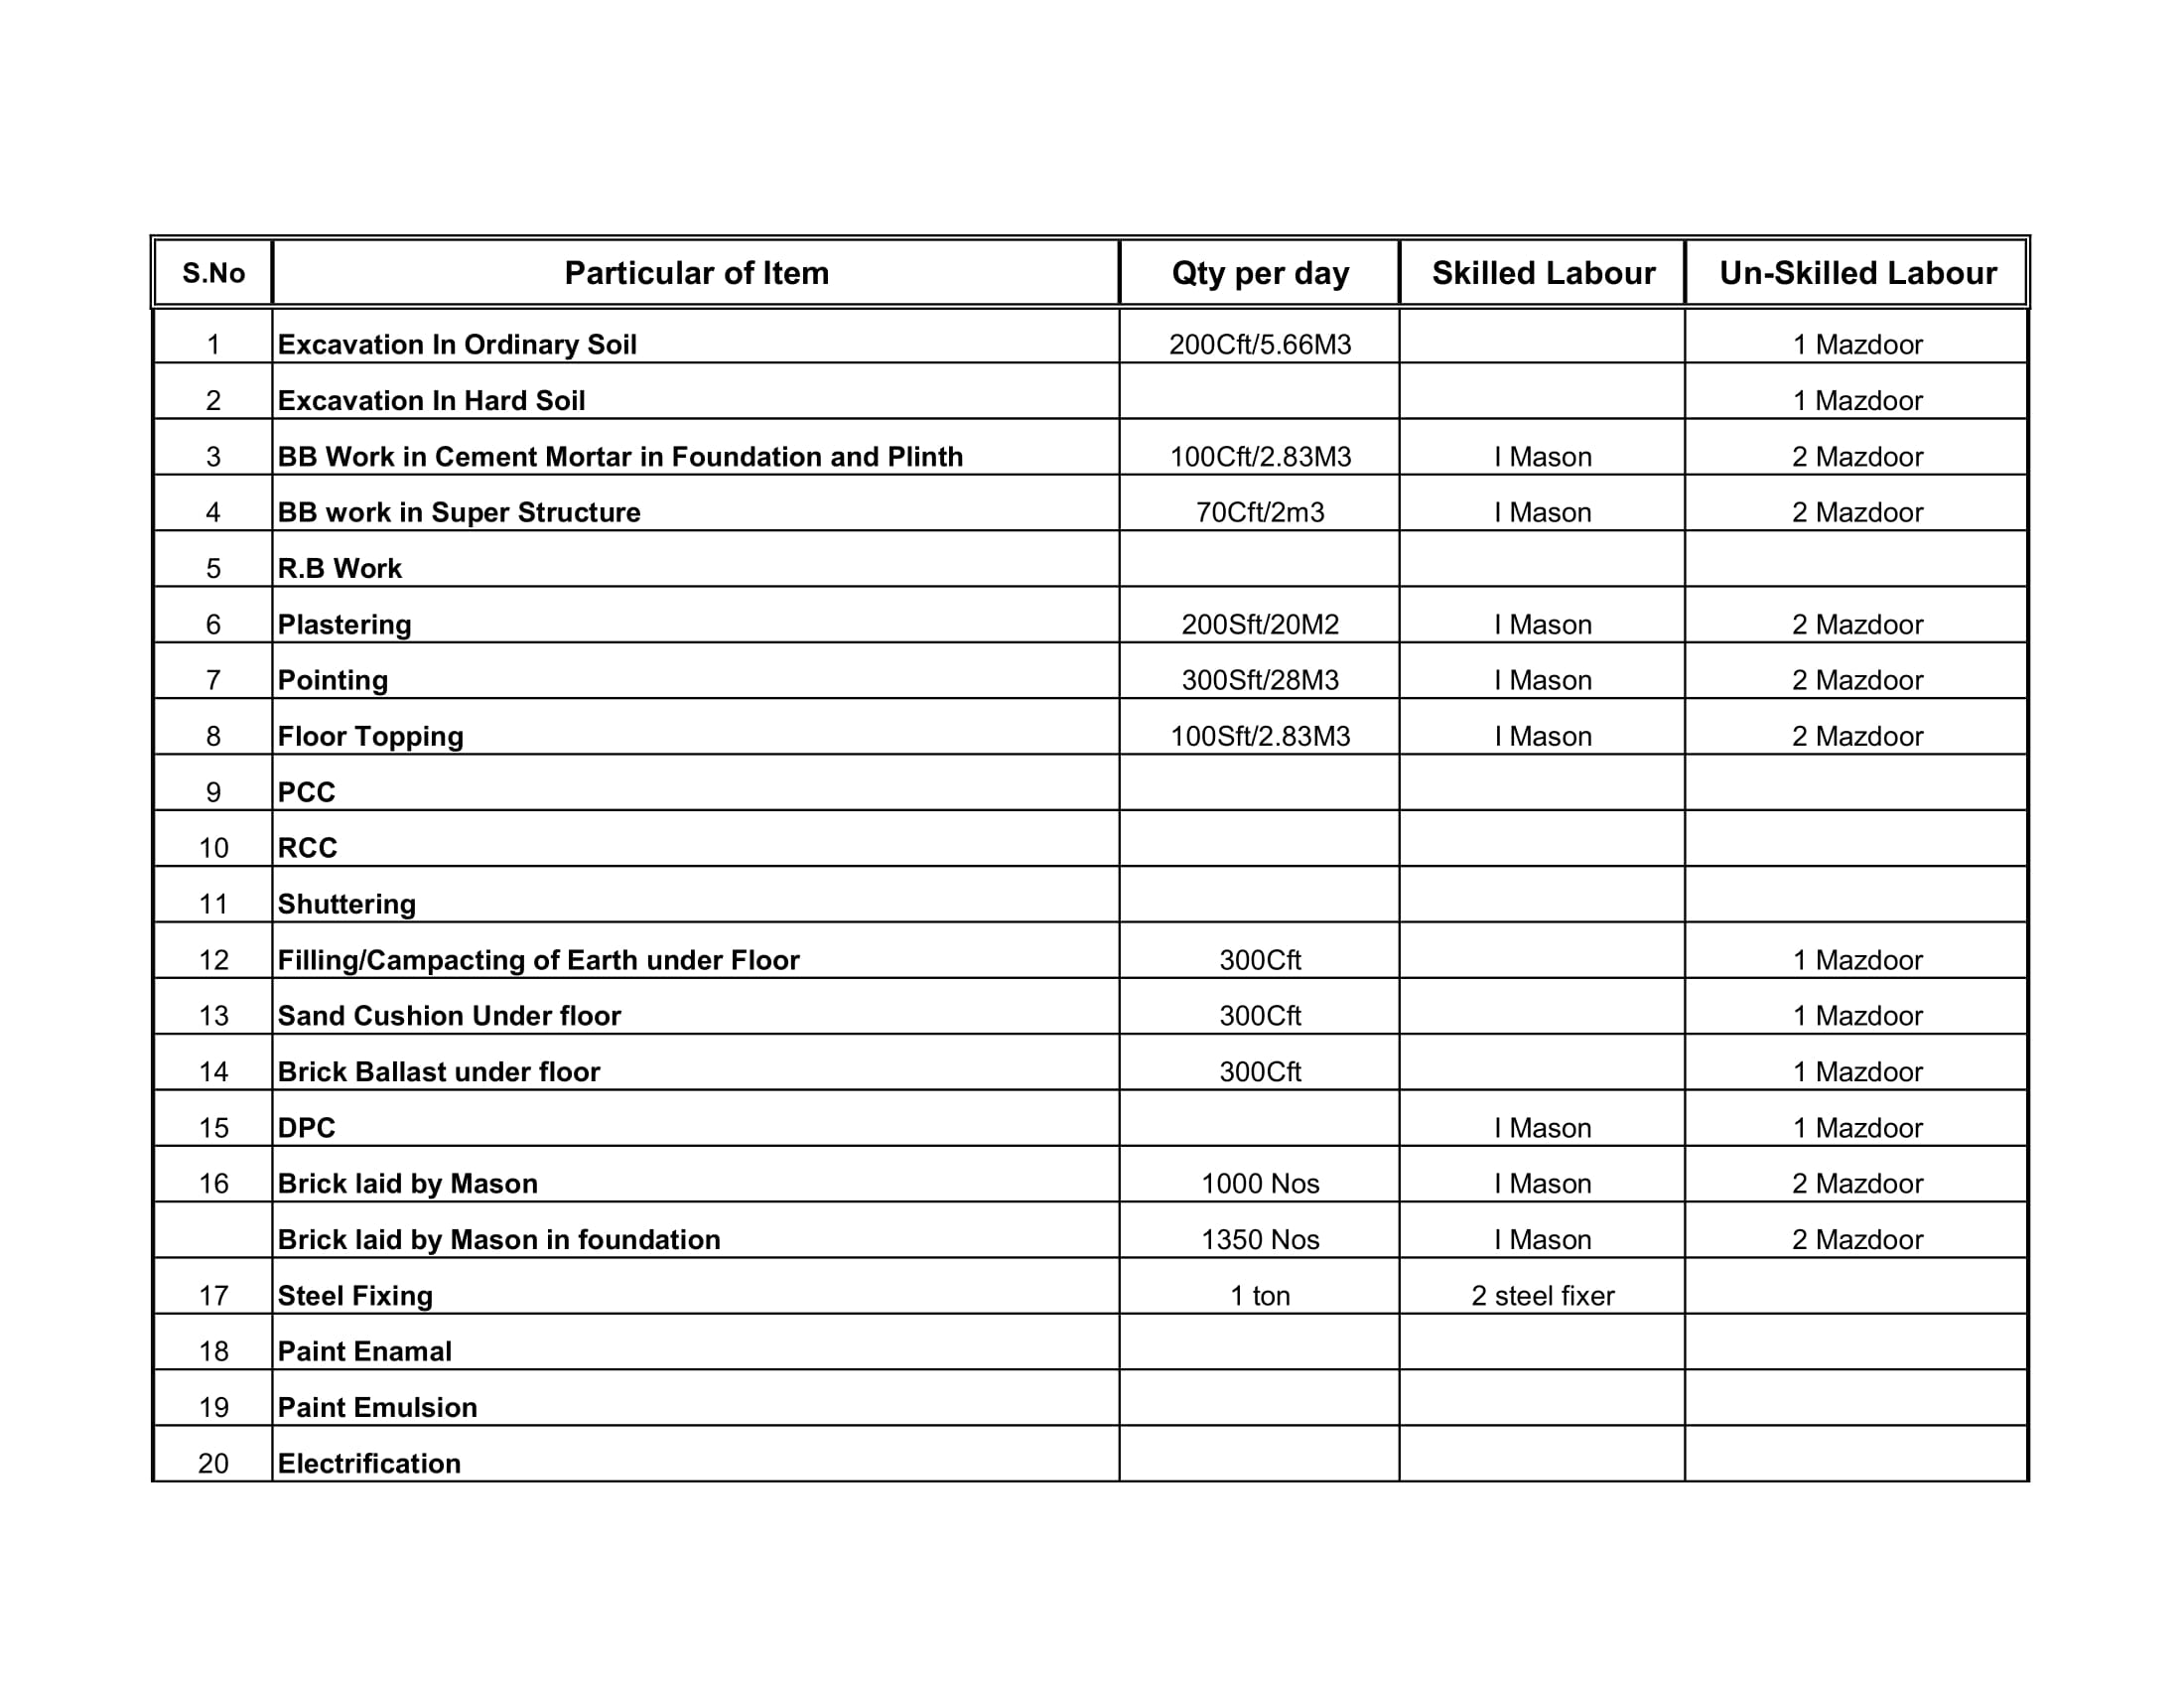 S.No Particular of Item Qty per day Skilled Labour Un-Skilled Labour
1 Excavation In Ordinary Soil 200Cft/5.66M3 1 Mazdoor
2 Excavation In Hard Soil 1 Mazdoor
3 BB Work in Cement Mortar in Foundation and Plinth 100Cft/2.83M3 I Mason 2 Mazdoor
4 BB work in Super Structure 70Cft/2m3 I Mason 2 Mazdoor
5 R.B Work
6 Plastering 200Sft/20M2 I Mason 2 Mazdoor
7 Pointing 300Sft/28M3 I Mason 2 Mazdoor
8 Floor Topping 100Sft/2.83M3 I Mason 2 Mazdoor
9 PCC
10 RCC
11 Shuttering
12 Filling/Campacting of Earth under Floor 300Cft 1 Mazdoor
13 Sand Cushion Under floor 300Cft 1 Mazdoor
14 Brick Ballast under floor 300Cft 1 Mazdoor
15 DPC I Mason 1 Mazdoor
16 Brick laid by Mason 1000 Nos I Mason 2 Mazdoor
Brick laid by Mason in foundation 1350 Nos I Mason 2 Mazdoor
17 Steel Fixing 1 ton 2 steel fixer
18 Paint Enamal
19 Paint Emulsion
20 Electrification